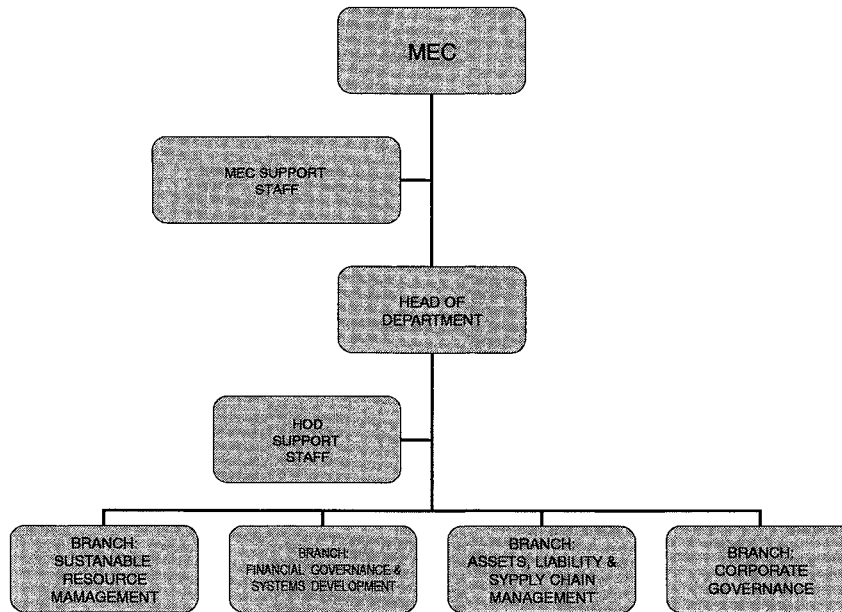 MEC
MEC SUPPORT
STAFF
HEAD OF
DEPARTMENT
HOD
SUPPORT
STAFF
BRANCH:
SUSTANABLE
RESOURCE
MAMAGEMENT
BRANCH:
FINANCIAL GOVERNANCE &
SYSTEMS DEVELOPMENT
BRANCH:
ASSETS, LIABILITY &
SYPPLY CHAIN
MANAGEMENT
BRANCH:
CORPORATE
GOVERNANCE